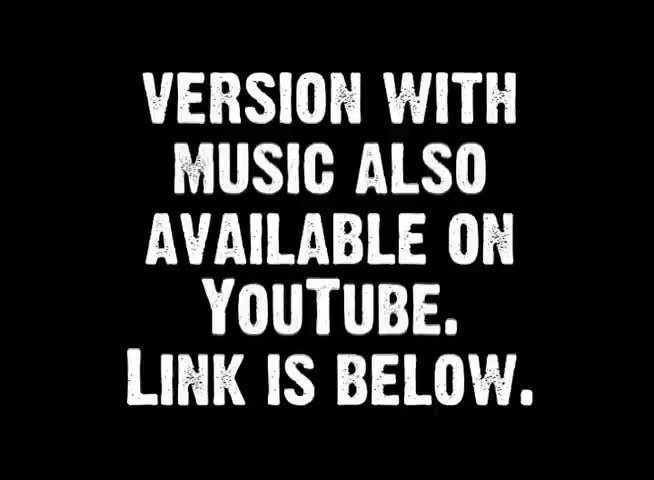 VERSION WITH
MUSIC ALSO
AVAILABLE ON
YOUTUBE.
LINK IS BELOW.